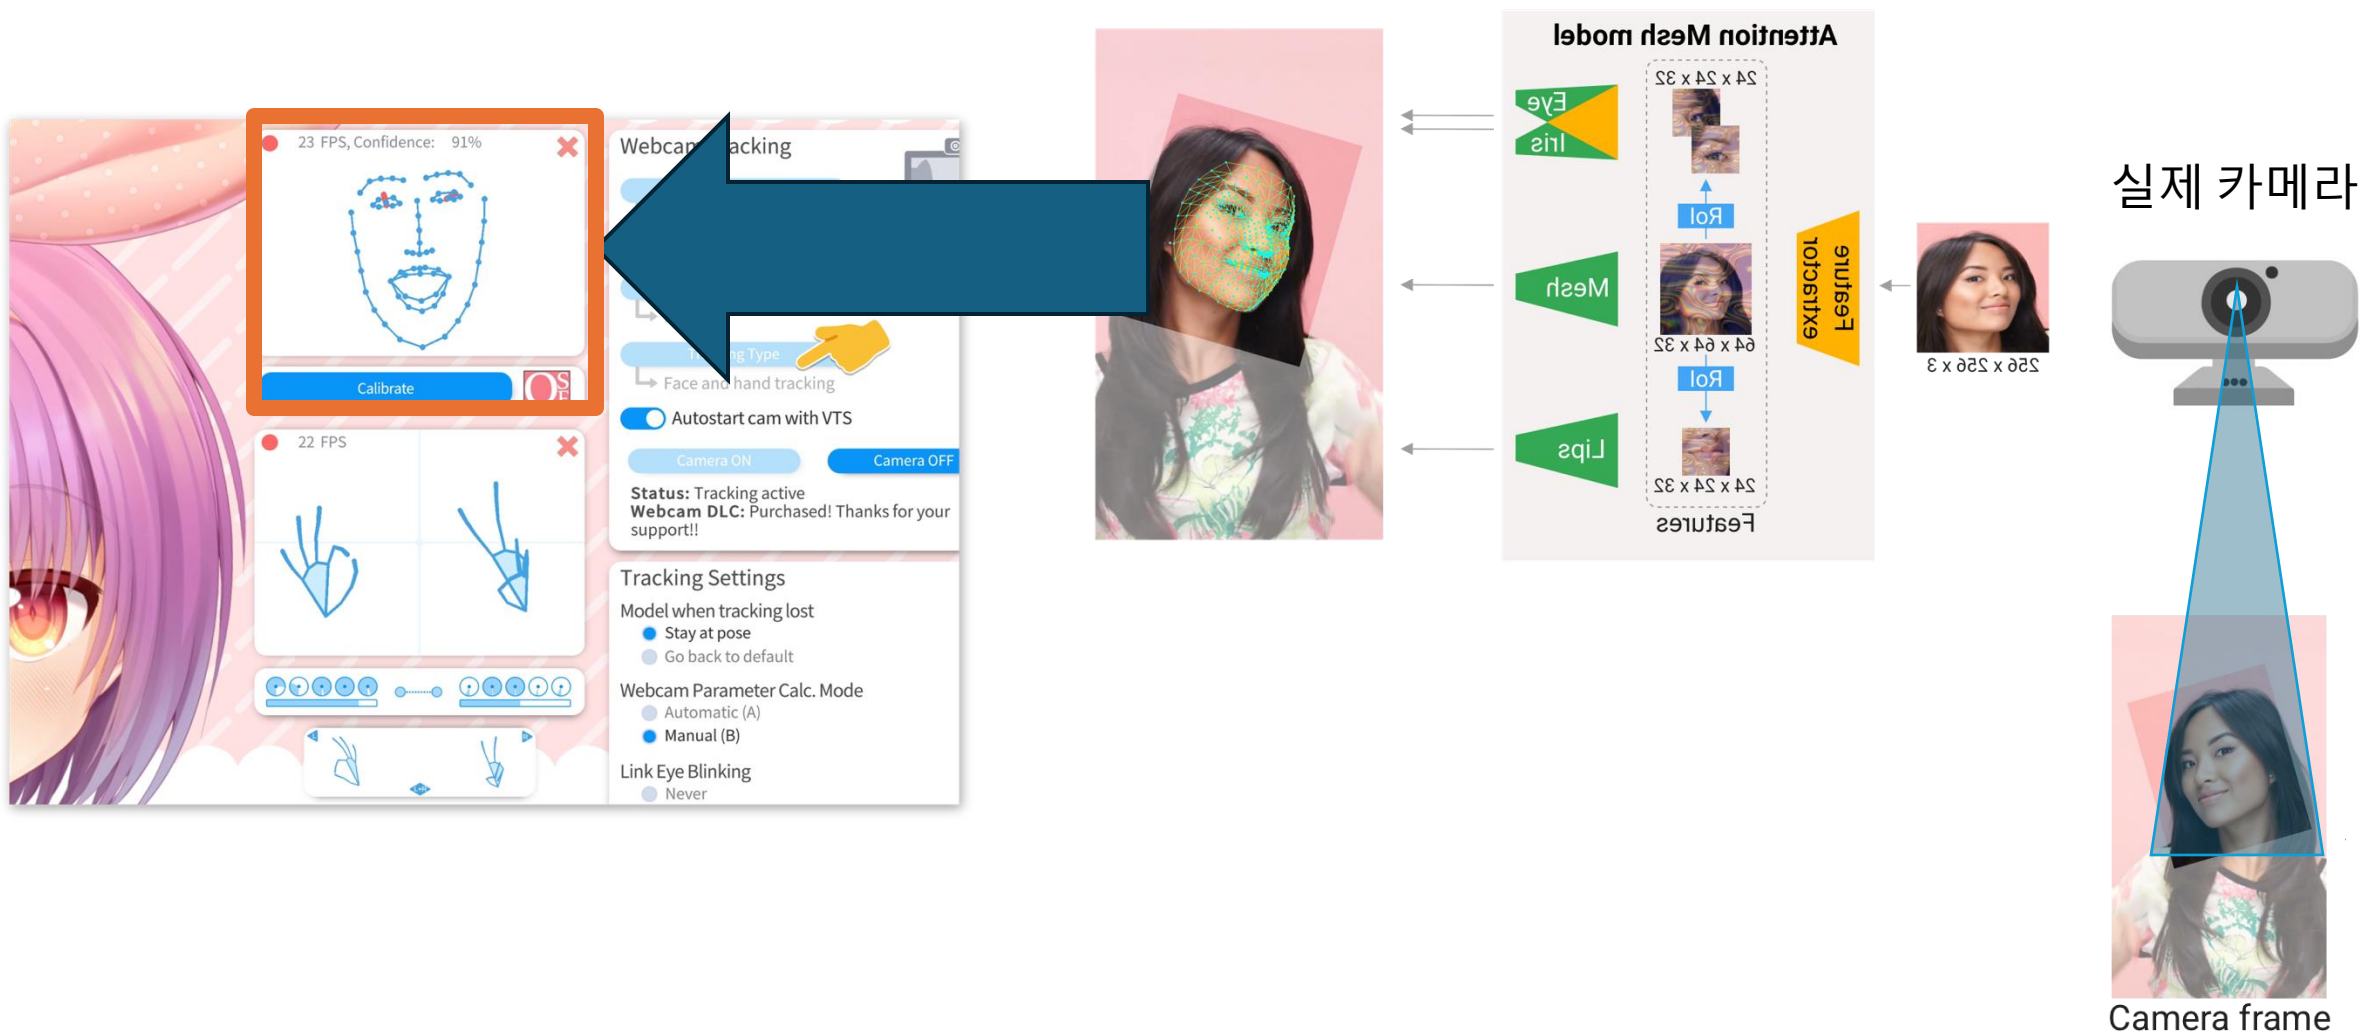 23 FPS, Confidence: 91%
Calibrate
OS
F
22 FPS
Webcam Tracking
Type
Face and hand tracking
Autostart cam with VTS
Camera ON
Camera OFF
Status: Tracking active
Webcam DLC: Purchased! Thanks for your
support!!
Tracking Settings
Model when tracking lost
Stay at pose
Go back to default
Webcam Parameter Calc. Mode
Automatic (A)
Manual (B)
Link Eye Blinking
Never
Attention Mesh model
24 x 24 x 32
Eye
Iris
RoI
Mesh
64 x 64 x 32
RoI
Lips
24 x 24 x 32
Features
Feature
extractor
256 x 256 x 3
실제 카메라
Camera frame